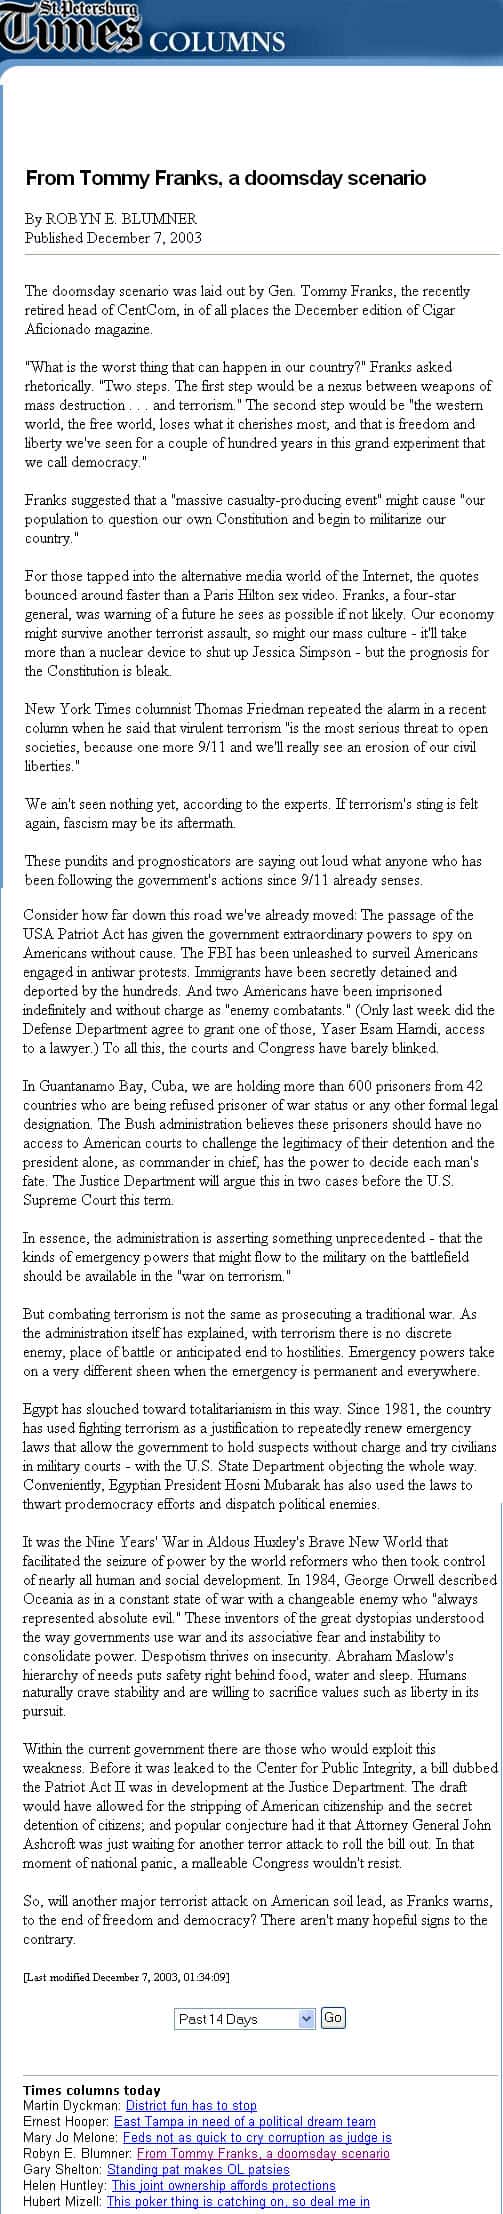 St. Petersburg
Times COLUMNS
From Tommy Franks, a doomsday scenario
By ROBYN E. BLUMNER
Published December 7, 2003
The doomsday scenario was laid out by Gen. Tommy Franks, the recently
retired head of CentCom, in of all places the December edition of Cigar
Aficionado magazine.
"What is the worst thing that can happen in our country?" Franks asked
rhetorically. "Two steps. The first step would be a nexus between weapons of
mass destruction . . . and terrorism." The second step would be "the western
world, the free world, loses what it cherishes most, and that is freedom and
liberty we've seen for a couple of hundred years in this grand experiment that
we call democracy."
Franks suggested that a "massive casualty-producing event" might cause "our
population to question our own Constitution and begin to militarize our
country."
For those tapped into the alternative media world of the Internet, the quotes
bounced around faster than a Paris Hilton sex video. Franks, a four-star
general, was warning of a future he sees as possible if not likely. Our economy
might survive another terrorist assault, so might our mass culture - it'll take
more than a nuclear device to shut up Jessica Simpson - but the prognosis for
the Constitution is bleak.
New York Times columnist Thomas Friedman repeated the alarm in a recent
column when he said that virulent terrorism "is the most serious threat to open
societies, because one more 9/11 and we'll really see an erosion of our civil
liberties."
We ain't seen nothing yet, according to the experts. If terrorism's sting is felt
again, fascism may be its aftermath.
These pundits and prognosticators are saying out loud what anyone who has
been following the government's actions since 9/11 already senses.
Consider how far down this road we've already moved: The passage of the
USA Patriot Act has given the government extraordinary powers to spy on
Americans without cause. The FBI has been unleashed to surveil Americans
engaged in antiwar protests. Immigrants have been secretly detained and
deported by the hundreds. And two Americans have been imprisoned
indefinitely and without charge as "enemy combatants." (Only last week did the
Defense Department agree to grant one of those, Yaser Esam Hamdi, access
to a lawyer.) To all this, the courts and Congress have barely blinked.
In Guantanamo Bay, Cuba, we are holding more than 600 prisoners from 42
countries who are being refused prisoner of war status or any other formal legal
designation. The Bush administration believes these prisoners should have no
access to American courts to challenge the legitimacy of their detention and the
president alone, as commander in chief, has the power to decide each man's
fate. The Justice Department will argue this in two cases before the U.S.
Supreme Court this term.
In essence, the administration is asserting something unprecedented - that the
kinds of emergency powers that might flow to the military on the battlefield
should be available in the "war on terrorism."
But combating terrorism is not the same as prosecuting a traditional war. As
the administration itself has explained, with terrorism there is no discrete
enemy, place of battle or anticipated end to hostilities. Emergency powers take
on a very different sheen when the emergency is permanent and everywhere.
Egypt has slouched toward totalitarianism in this way. Since 1981, the country
has used fighting terrorism as a justification to repeatedly renew emergency
laws that allow the government to hold suspects without charge and try civilians
in military courts - with the U.S. State Department objecting the whole way.
Conveniently, Egyptian President Hosni Mubarak has also used the laws to
thwart prodemocracy efforts and dispatch political enemies.
It was the Nine Years' War in Aldous Huxley's Brave New World that
facilitated the seizure of power by the world reformers who then took control
of nearly all human and social development. In 1984, George Orwell described
Oceania as in a constant state of war with a changeable enemy who "always
represented absolute evil." These inventors of the great dystopias understood
the way governments use war and its associative fear and instability to
consolidate power. Despotism thrives on insecurity. Abraham Maslow's
hierarchy of needs puts safety right behind food, water and sleep. Humans
naturally crave stability and are willing to sacrifice values such as liberty in its
pursuit.
Within the current government there are those who would exploit this
weakness. Before it was leaked to the Center for Public Integrity, a bill dubbed
the Patriot Act II was in development at the Justice Department. The draft
would have allowed for the stripping of American citizenship and the secret
detention of citizens; and popular conjecture had it that Attorney General John
Ashcroft was just waiting for another terror attack to roll the bill out. In that
moment of national panic, a malleable Congress wouldn't resist.
So, will another major terrorist attack on American soil lead, as Franks warns,
to the end of freedom and democracy? There aren't many hopeful signs to the
contrary.
[Last modified December 7, 2003, 01:34:09]
Past 14 Days Go
Times columns today
Martin Dyckman: District fun has to stop
Ernest Hooper: East Tampa in need of a political dream team
Mary Jo Melone: Feds not as quick to cry corruption as judge is
Robyn E. Blumner: From Tommy Franks, a doomsday scenario
Gary Shelton: Standing pat makes OL patsies
Helen Huntley: This joint ownership affords protections
Hubert Mizell: This poker thing is catching on, so deal me in